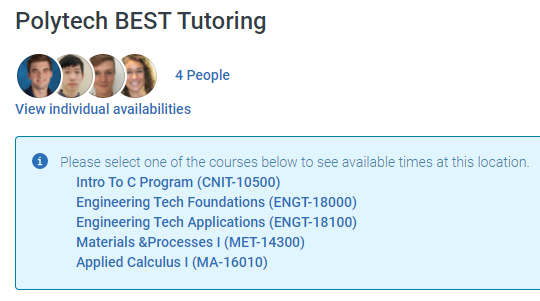 Polytech BEST Tutoring
4 People
View individual availabilities
Please select one of the courses below to see available times at this location.
Intro To C Program (CNIT-10500)
Engineering Tech Foundations (ENGT-18000)
Engineering Tech Applications (ENGT-18100)
Materials &Processes I (MET-14300)
Applied Calculus I (MA-16010)